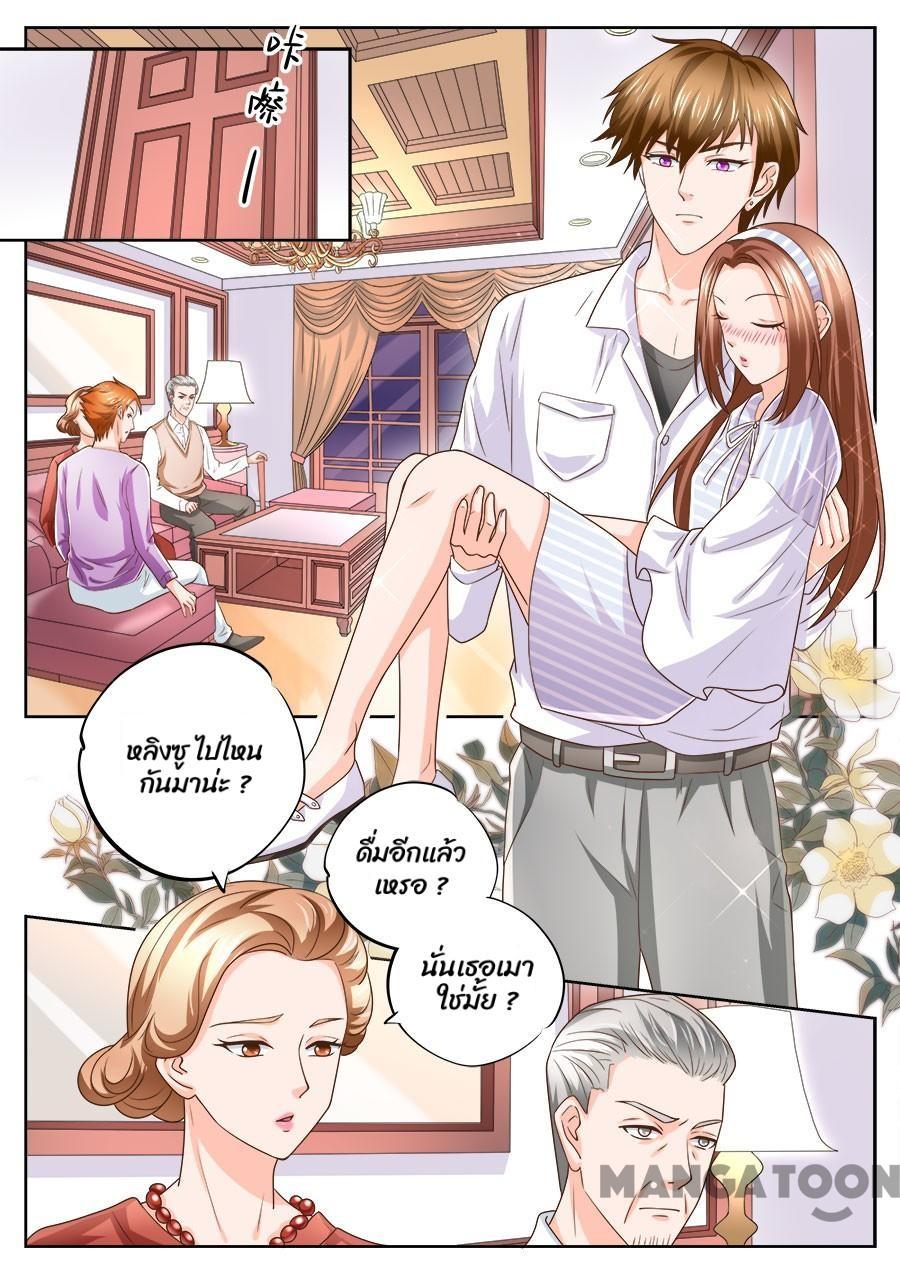 咔
嚓
หลิงซู ไปไหน
กันมาน่ะ ?
ดื่มอีกแล้ว
เหรอ ?
นั่นเธอเมา
ใช่มั้ย ?
MANGATOON